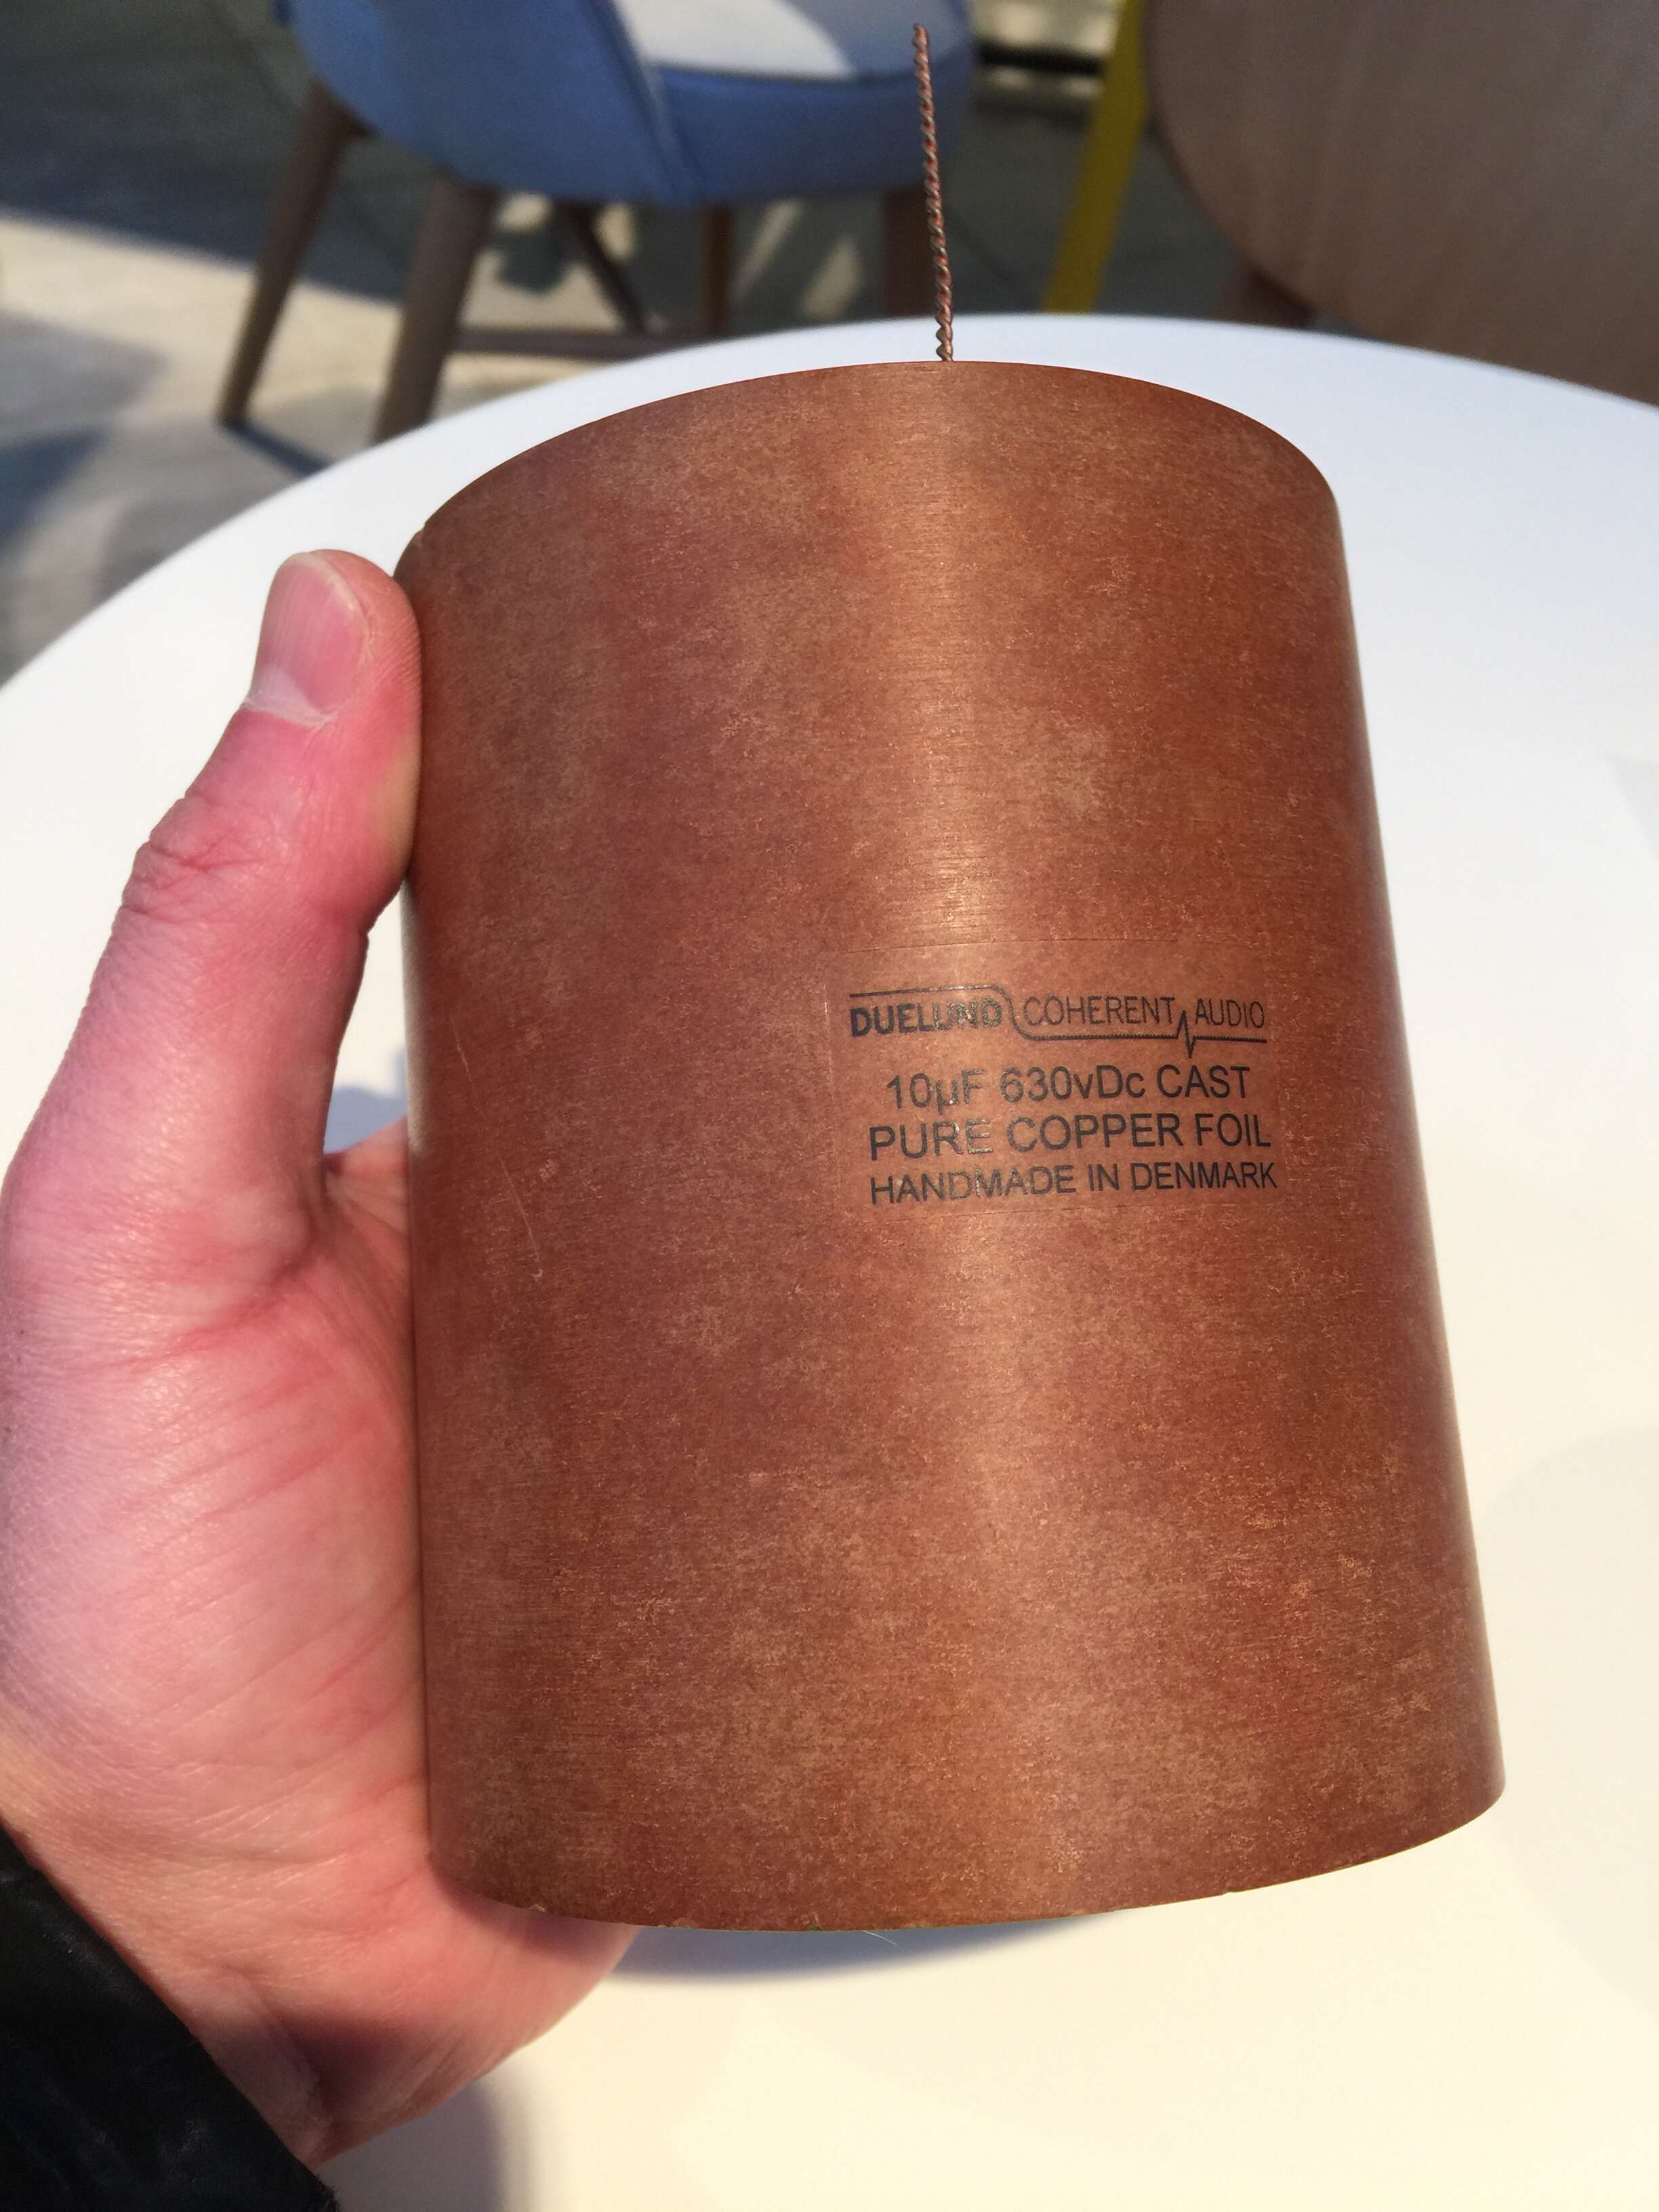 DUELUND COHERENT AUDIO
10µF 630vDc CAST
PURE COPPER FOIL
HANDMADE IN DENMARK